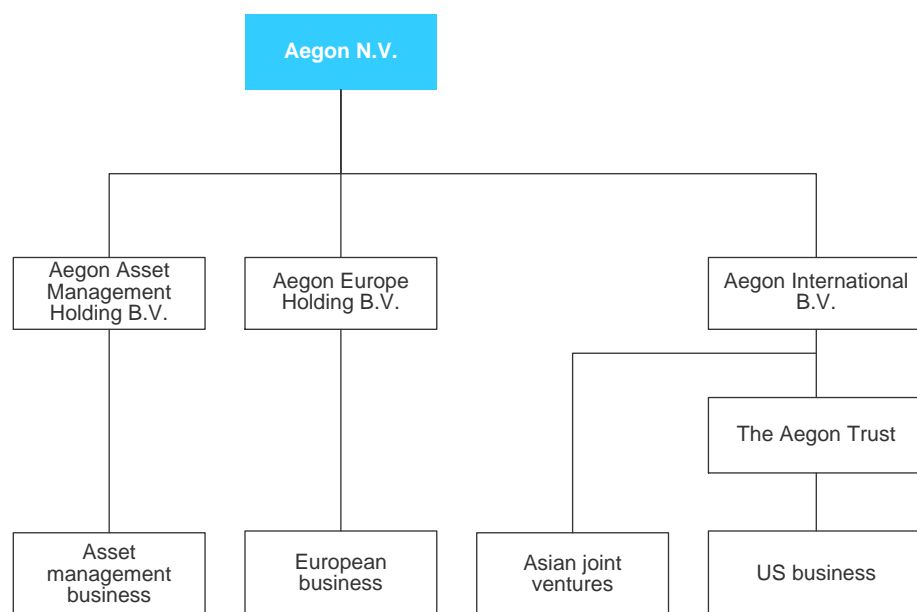 Aegon N.V.
Aegon Asset
Management
Holding B.V.
Aegon Europe
Holding B.V.
Aegon International
B.V.
The Aegon Trust
Asset
management
business
European
business
Asian joint
ventures
US business